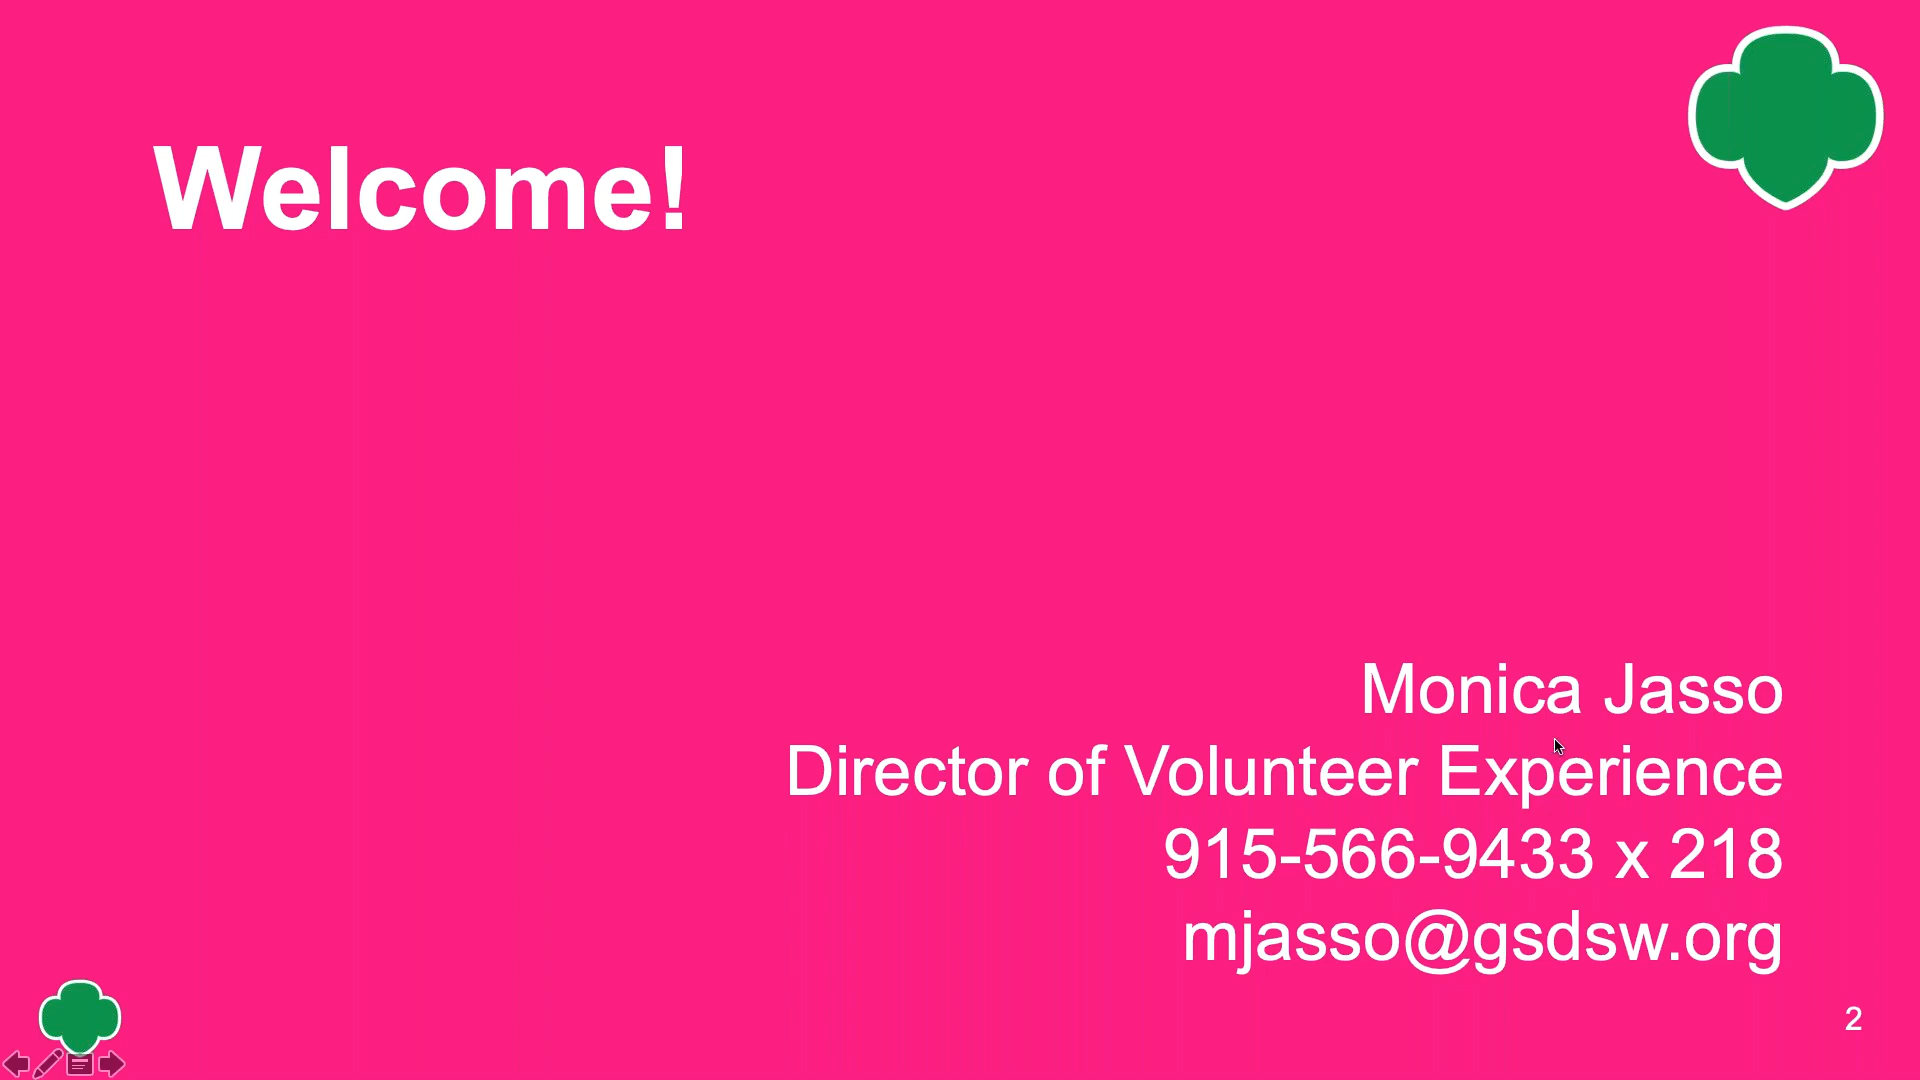 Welcome!
Monica Jasso
Director of Volunteer Experience
915-566-9433 x 218
mjasso@gsdsw.org
2